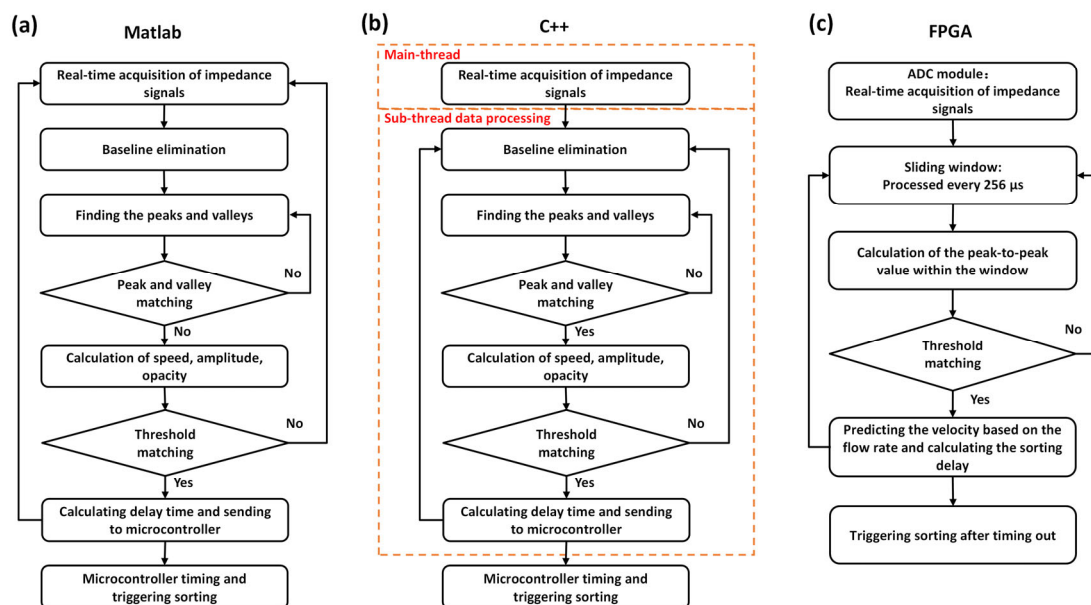 (a)
Matlab
Real-time acquisition of impedance
signals
Baseline elimination
Finding the peaks and valleys
No
Peak and valley
matching
No
Calculation of speed, amplitude,
opacity
No
Threshold
matching
Yes
Calculating delay time and sending
to microcontroller
Microcontroller timing and
triggering sorting
(b)
C++
Main-thread
Real-time acquisition of impedance
signals
Sub-thread data processing
Baseline elimination
Finding the peaks and valleys
No
Peak and valley
matching
Yes
Calculation of speed, amplitude,
opacity
No
Threshold
matching
Yes
Calculating delay time and sending
to microcontroller
Microcontroller timing and
triggering sorting
(c)
FPGA
ADC module:
Real-time acquisition of impedance
signals
Sliding window:
Processed every 256 μs
Calculation of the peak-to-peak
value within the window
No
Threshold
matching
Yes
Predicting the velocity based on the
flow rate and calculating the sorting
delay
Triggering sorting after timing out